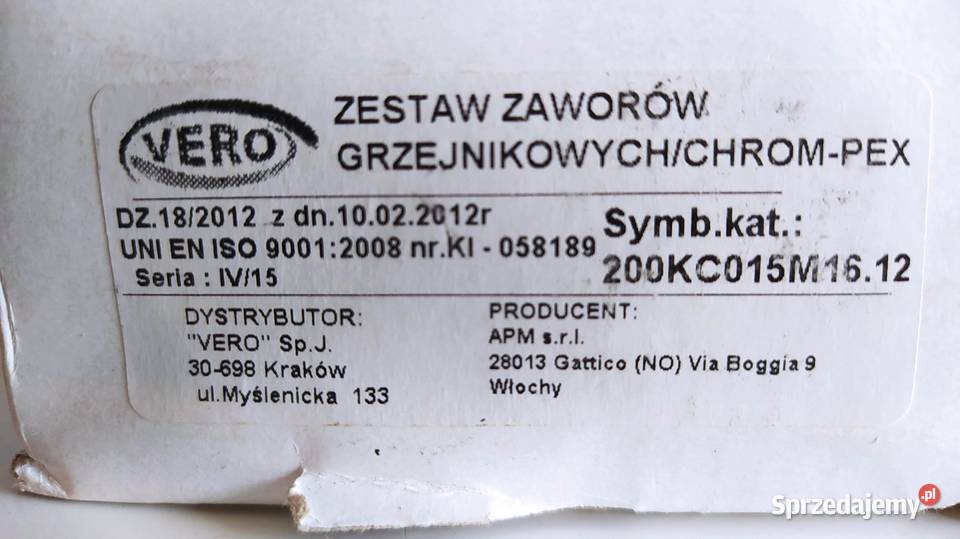 VERO
ZESTAW ZAWORÓW
GRZEJNIKOWYCH/CHROM-PEX
DZ.18/2012 z dn.10.02.2012r
UNI EN ISO 9001:2008 nr.KI - 058189
Seria : IV/15
Symb.kat.:
200KC015M16.12
DYSTRYBUTOR:
"VERO" Sp.J.
30-698 Kraków
ul.Myślenicka 133
PRODUCENT:
APM s.r.l.
28013 Gattico (NO) Via Boggia 9
Włochy
Sprzedajemy.pl